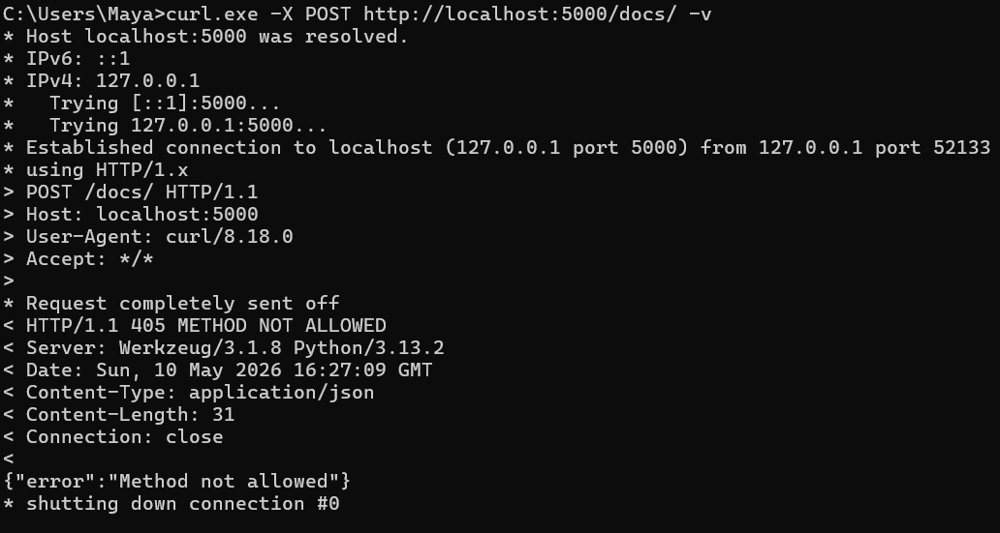 C:\Users\Maya>curl.exe -X POST http://localhost:5000/docs/ -v
* Host localhost:5000 was resolved.
* IPv6: ::1
* IPv4: 127.0.0.1
*   Trying [::1]:5000...
*   Trying 127.0.0.1:5000...
* Established connection to localhost (127.0.0.1 port 5000) from 127.0.0.1 port 52133
* using HTTP/1.x
> POST /docs/ HTTP/1.1
> Host: localhost:5000
> User-Agent: curl/8.18.0
> Accept: */*
>
* Request completely sent off
< HTTP/1.1 405 METHOD NOT ALLOWED
< Server: Werkzeug/3.1.8 Python/3.13.2
< Date: Sun, 10 May 2026 16:27:09 GMT
< Content-Type: application/json
< Content-Length: 31
< Connection: close
<
{"error":"Method not allowed"}
* shutting down connection #0